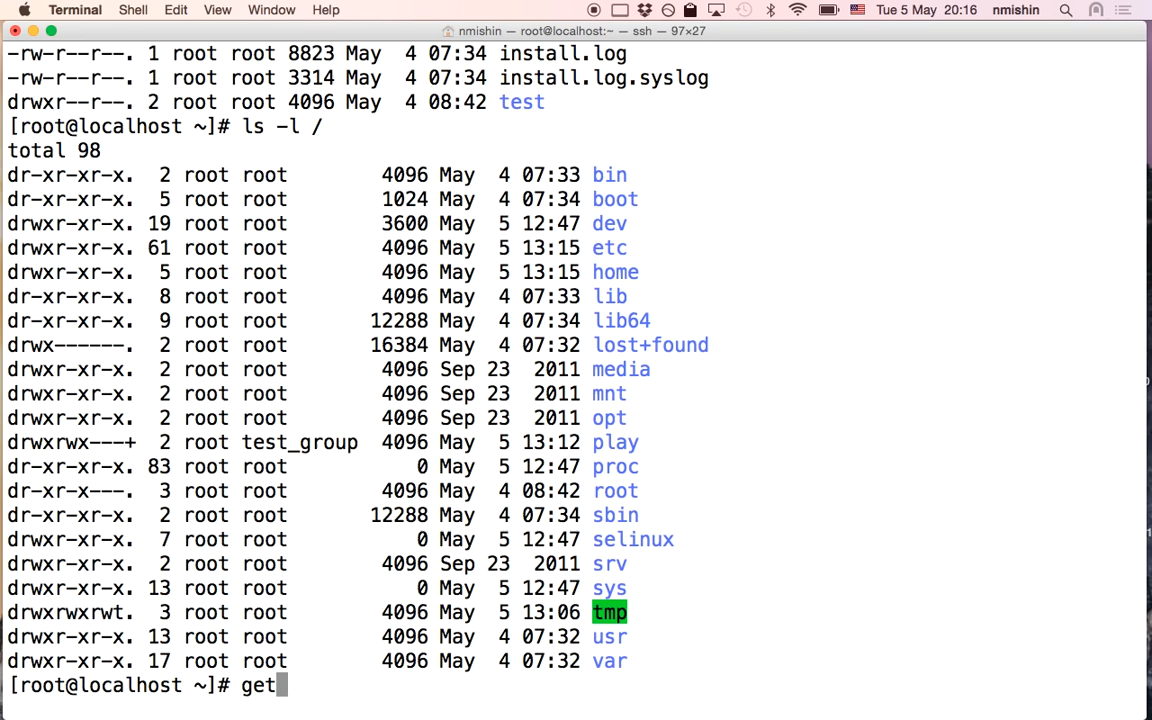 Terminal Shell Edit View Window Help Tue 5 May 20:16 nmishin
nmishin — root@localhost:~ — ssh — 97×27
-rw-r--r--. 1 root root 8823 May  4 07:34 install.log
-rw-r--r--. 1 root root 3314 May  4 07:34 install.log.syslog
drwxr--r--. 2 root root 4096 May  4 08:42 test
[root@localhost ~]# ls -l /
total 98
dr-xr-xr-x.  2 root root        4096 May  4 07:33 bin
dr-xr-xr-x.  5 root root        1024 May  4 07:34 boot
drwxr-xr-x. 19 root root        3600 May  5 12:47 dev
drwxr-xr-x. 61 root root        4096 May  5 13:15 etc
drwxr-xr-x.  5 root root        4096 May  5 13:15 home
dr-xr-xr-x.  8 root root        4096 May  4 07:33 lib
dr-xr-xr-x.  9 root root       12288 May  4 07:34 lib64
drwx------.  2 root root       16384 May  4 07:32 lost+found
drwxr-xr-x.  2 root root        4096 Sep 23  2011 media
drwxr-xr-x.  2 root root        4096 Sep 23  2011 mnt
drwxr-xr-x.  2 root root        4096 Sep 23  2011 opt
drwxrwx---+  2 root test_group  4096 May  5 13:12 play
dr-xr-xr-x. 83 root root           0 May  5 12:47 proc
dr-xr-x---.  3 root root        4096 May  4 08:42 root
dr-xr-xr-x.  2 root root       12288 May  4 07:34 sbin
drwxr-xr-x.  7 root root           0 May  5 12:47 selinux
drwxr-xr-x.  2 root root        4096 Sep 23  2011 srv
drwxr-xr-x. 13 root root           0 May  5 12:47 sys
drwxrwxrwt.  3 root root        4096 May  5 13:06 tmp
drwxr-xr-x. 13 root root        4096 May  4 07:32 usr
drwxr-xr-x. 17 root root        4096 May  4 07:32 var
[root@localhost ~]# get